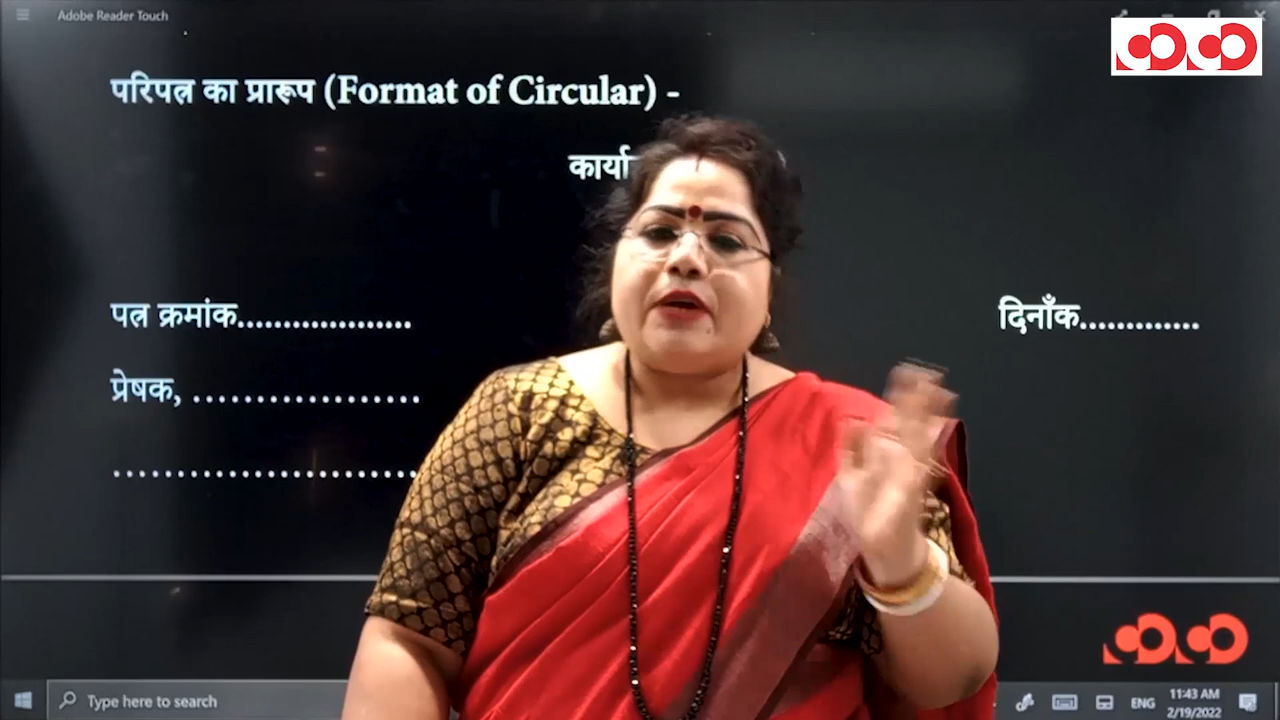 Adobe Reader Touch
परिपत्र का प्रारूप (Format of Circular) -
पत्र क्रमांक...................
दिनाँक.............
प्रेषक, ..................
........................
Type here to search
ENG
11:43 AM
2/19/2022